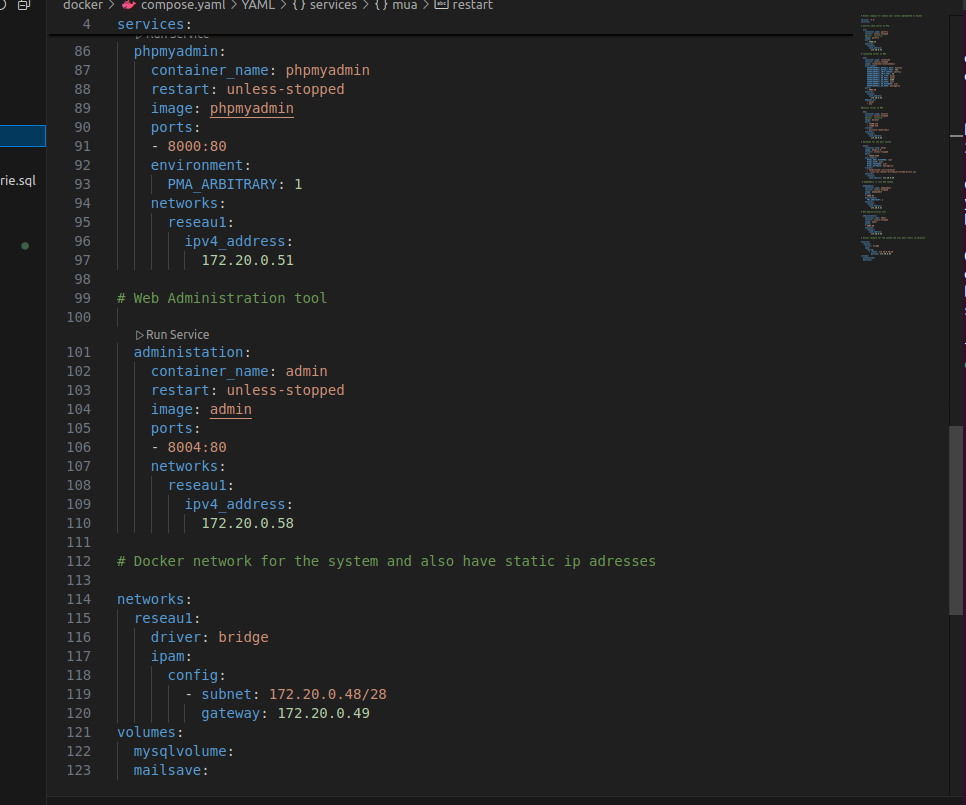 docker > compose.yaml > YAML > {} services > {} mua > abc restart
4 services:
Run Service
86 phpmyadmin:
87 container_name: phpmyadmin
88 restart: unless-stopped
89 image: phpmyadmin
90 ports:
91 - 8000:80
92 environment:
rie.sql
93 PMA_ARBITRARY: 1
94 networks:
95 reseau1:
96 ipv4_address:
97 172.20.0.51
98
99 # Web Administration tool
100
Run Service
101 administation:
102 container_name: admin
103 restart: unless-stopped
104 image: admin
105 ports:
106 - 8004:80
107 networks:
108 reseau1:
109 ipv4_address:
110 172.20.0.58
111
112 # Docker network for the system and also have static ip adresses
113
114 networks:
115 reseau1:
116 driver: bridge
117 ipam:
118 config:
119 - subnet: 172.20.0.48/28
120 gateway: 172.20.0.49
121 volumes:
122 mysqlvolume:
123 mailsave: